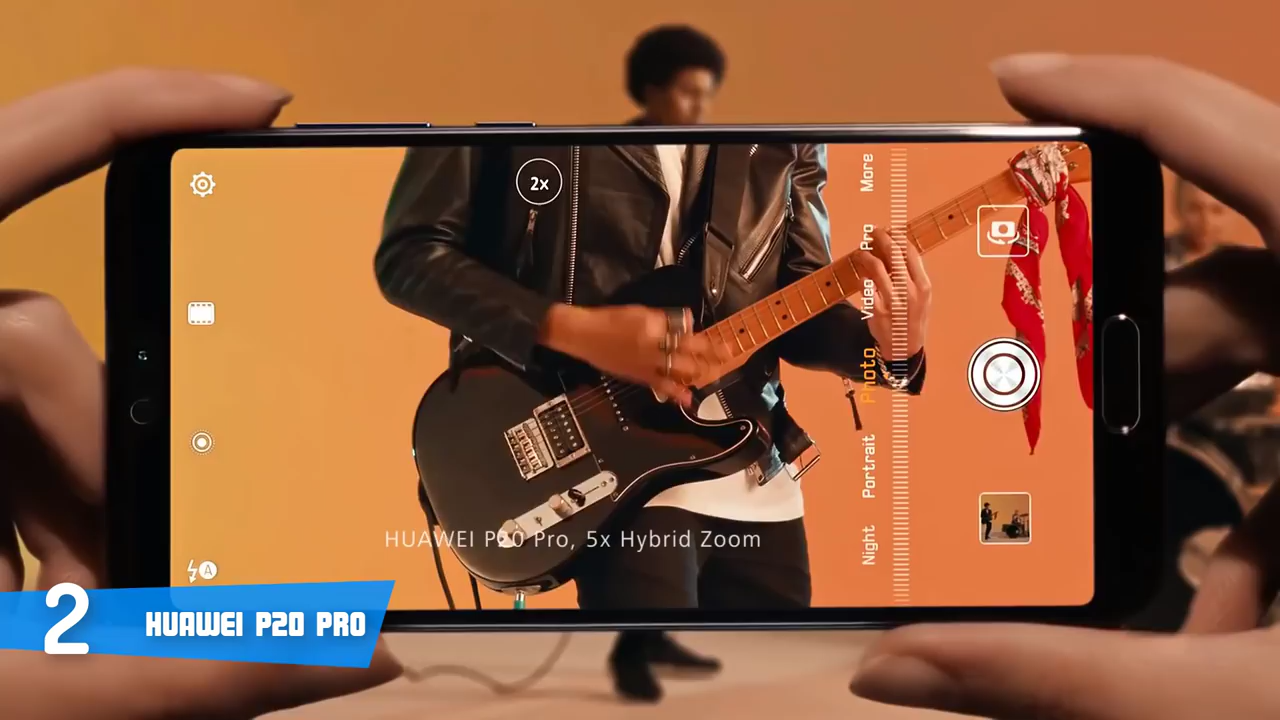 2x
More
Pro
Video
Photo
Portrait
Night
A
HUAWEI P20 Pro, 5x Hybrid Zoom
2 HUAWEI P20 PRO